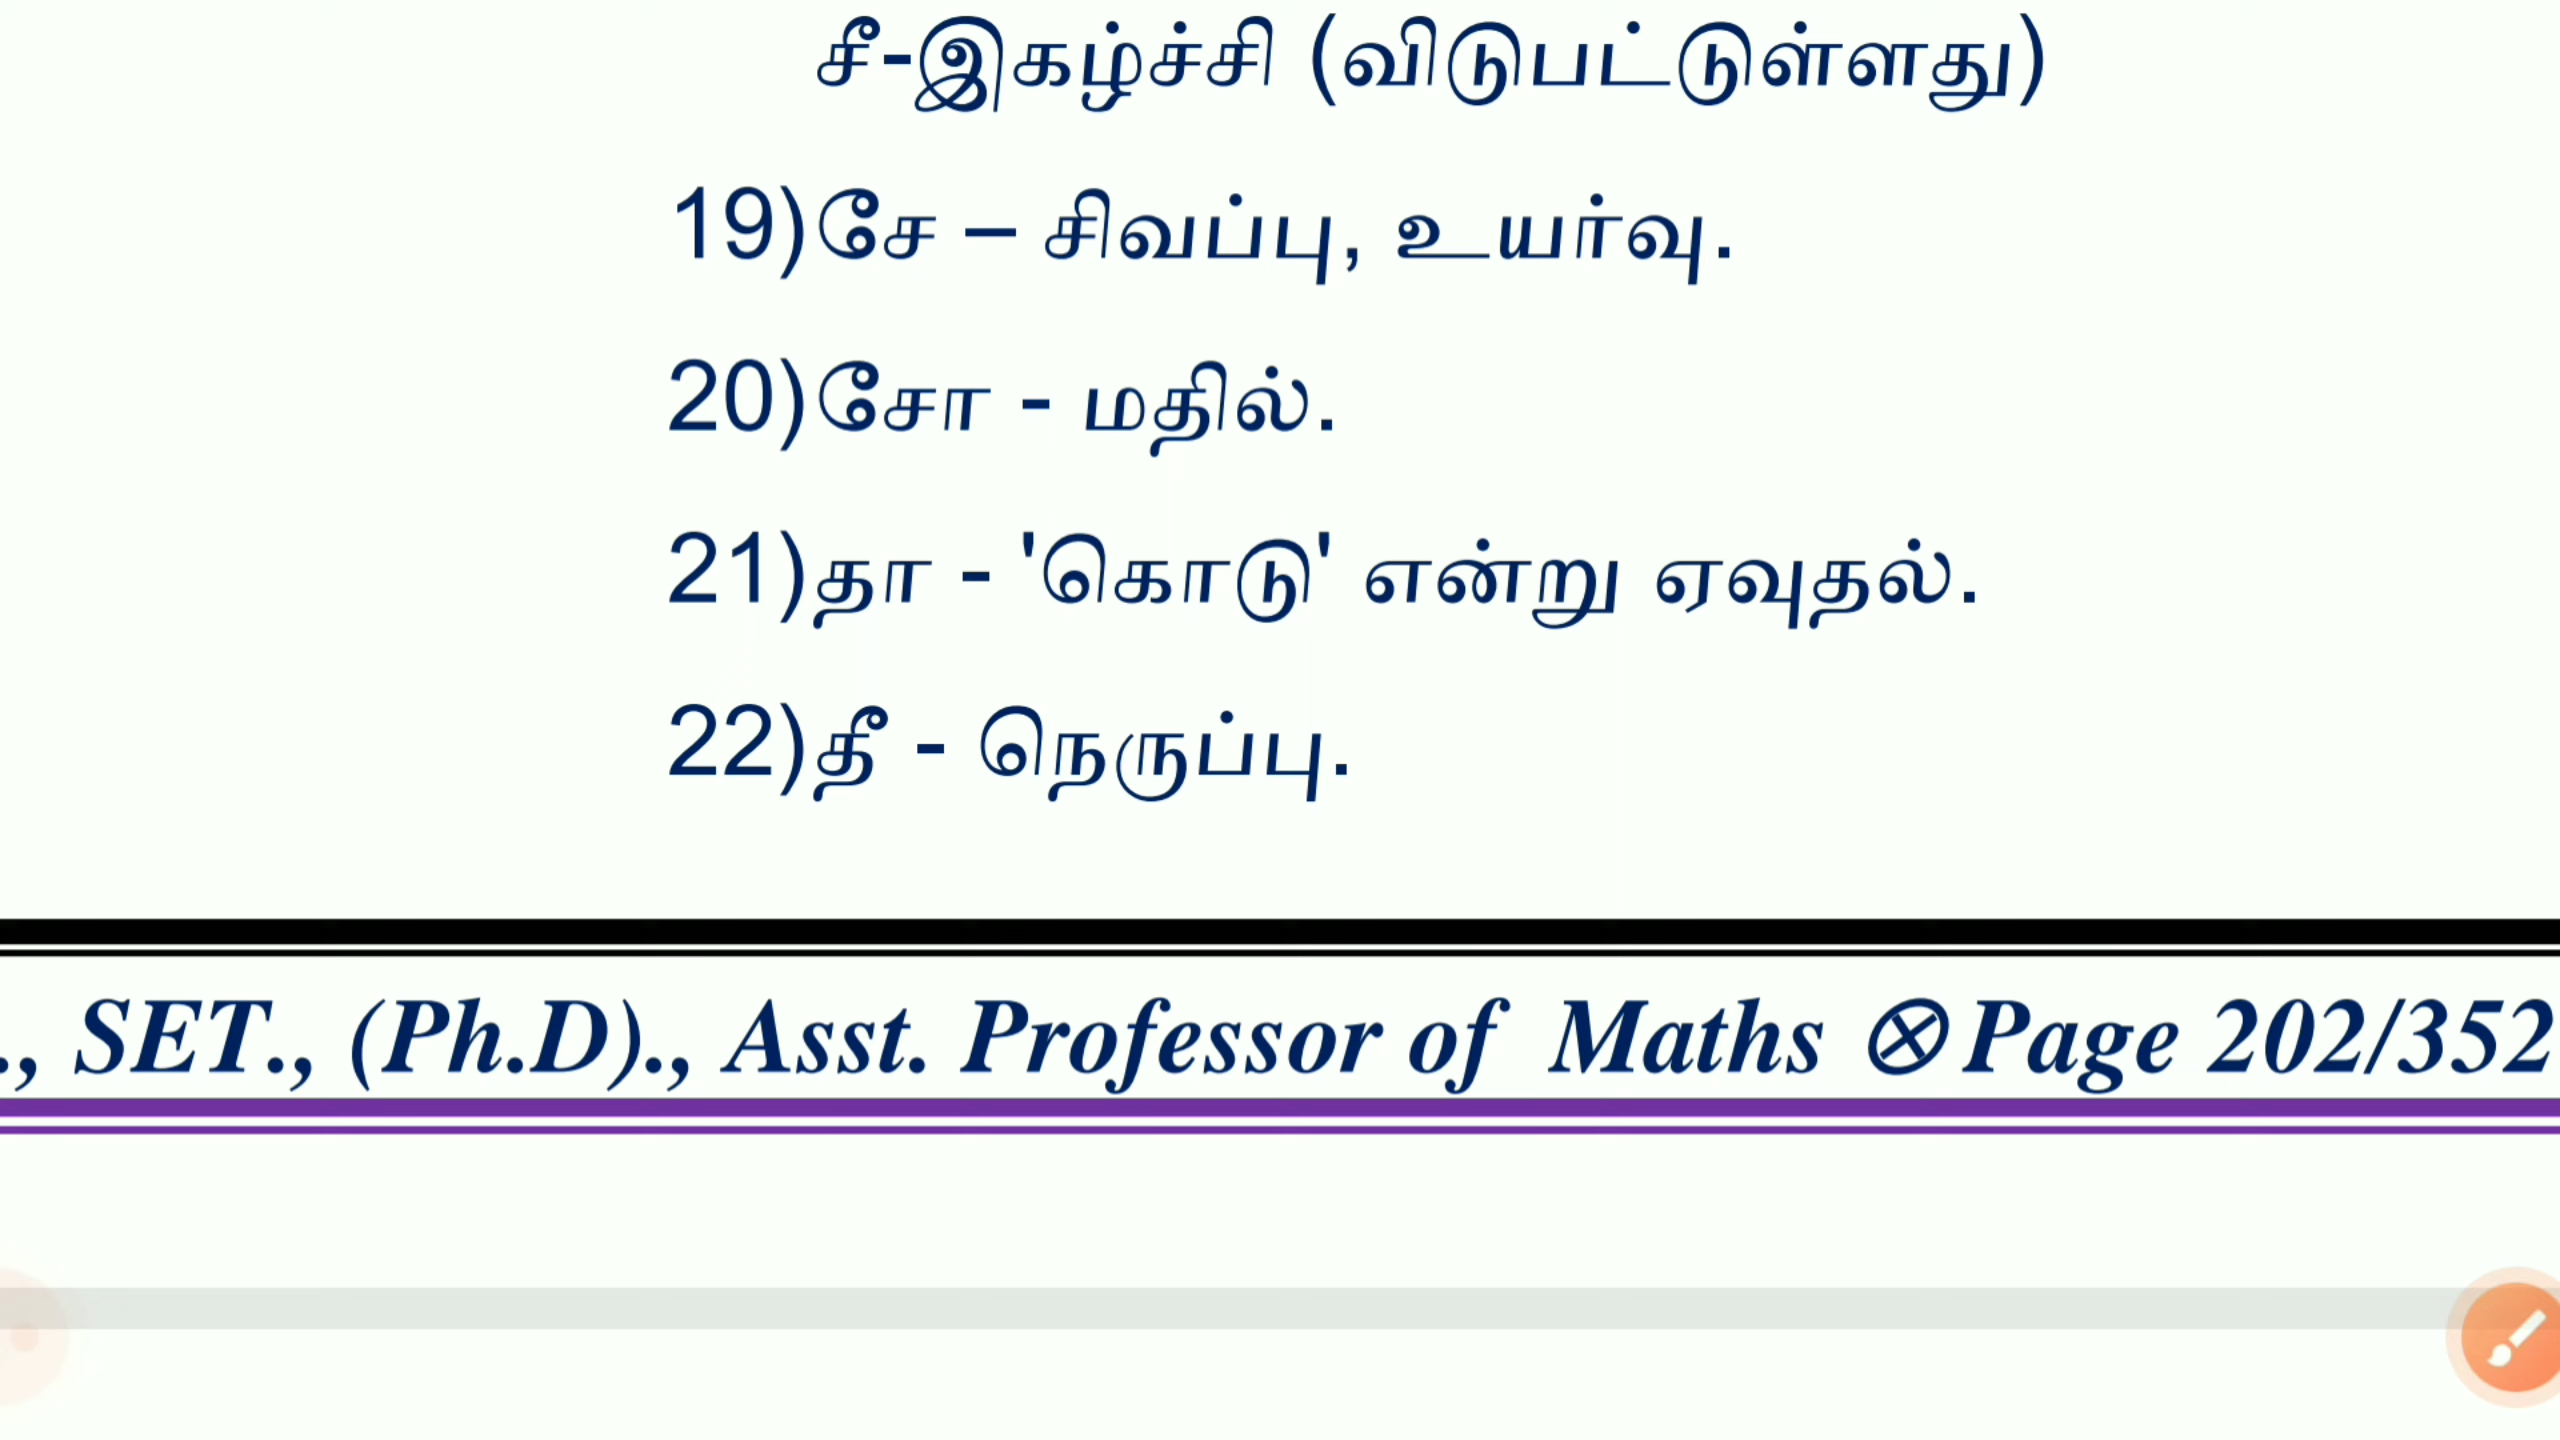 சீ-இகழ்ச்சி (விடுபட்டுள்ளது)
19)சே – சிவப்பு, உயர்வு.
20)சோ - மதில்.
21)தா - 'கொடு' என்று ஏவுதல்.
22)தீ - நெருப்பு.
., SET., (Ph.D)., Asst. Professor of Maths ⊗ Page 202/352